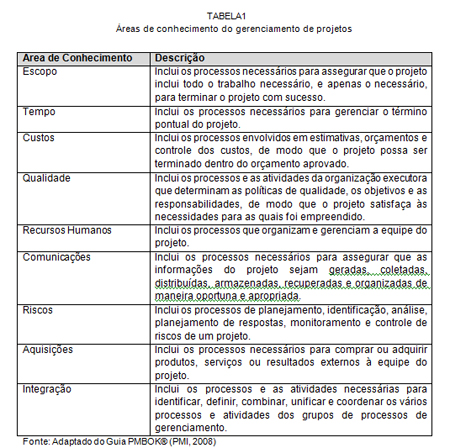 TABELA1
Áreas de conhecimento do gerenciamento de projetos
Area de Conhecimento Descrição
Escopo Inclui os processos necessários para assegurar que o projeto
inclui todo o trabalho necessário, e apenas o necessário,
para terminar o projeto com sucesso.
Tempo Inclui os processos necessários para gerenciar o término
pontual do projeto.
Custos Inclui os processos envolvidos em estimativas, orçamentos e
controle dos custos, de modo que o projeto possa ser
terminado dentro do orçamento aprovado.
Qualidade Inclui os processos e as atividades da organização executora
que determinam as políticas de qualidade, os objetivos e as
responsabilidades, de modo que o projeto satisfaça às
necessidades para as quais foi empreendido.
Recursos Humanos Inclui os processos que organizam e gerenciam a equipe do
projeto.
Comunicações Inclui os processos necessários para assegurar que as
informações do projeto sejam geradas, coletadas,
distribuídas, armazenadas, recuperadas e organizadas de
maneira oportuna e apropriada.
Riscos Inclui os processos de planejamento, identificação, análise,
planejamento de respostas, monitoramento e controle de
riscos de um projeto.
Aquisições Inclui os processos necessários para comprar ou adquirir
produtos, serviços ou resultados externos à equipe do
projeto.
Integração Inclui os processos e as atividades necessárias para
identificar, definir, combinar, unificar e coordenar os vários
processos e atividades dos grupos de processos de
gerenciamento.
Fonte: Adaptado do Guia PMBOK® (PMI, 2008)